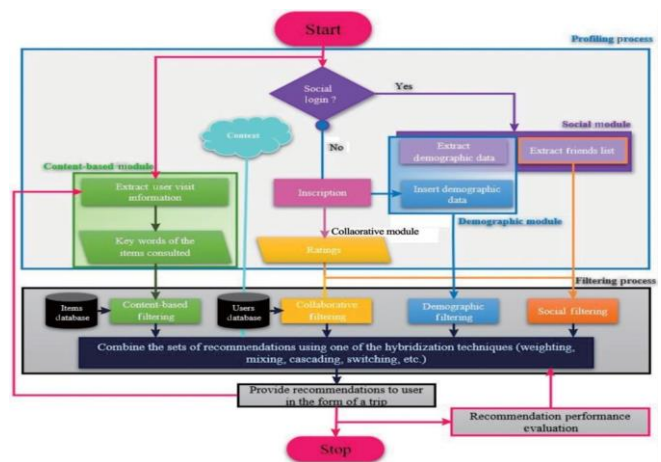 Start
Profiling process
Social
login ?
Yes
Context
No
Social module
Extract
demographic data
Extract friends list
Content-based module
Extract user visit
information
Inscription
Insert demographic
data
Collaorative module
Demographic module
Key words of the
items consulted
Ratings
Filtering process
Items
database
Content-based
filtering
Users
database
Collaborative
filtering
Demographic
filtering
Social filtering
Combine the sets of recommendations using one of the hybridization techniques (weighting,
mixing, cascading, switching, etc.)
Provide recommendations to user
in the form of a trip
Recommendation performance
evaluation
Stop